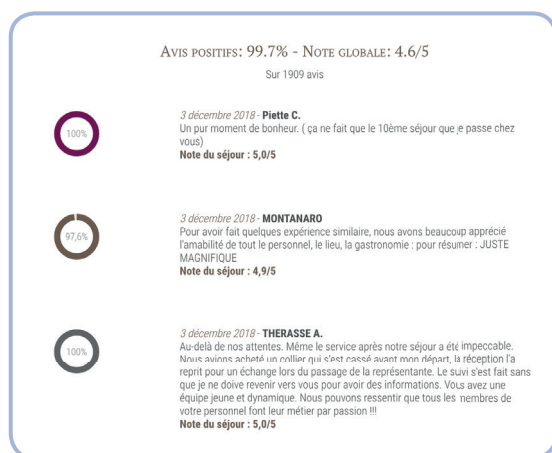 AVIS POSITIFS: 99.7% - NOTE GLOBALE: 4.6/5
Sur 1909 avis
100%
3 décembre 2018 - Piette C.
Un pur moment de bonheur. ( ça ne fait que le 10ème séjour que je passe chez
vous)
Note du séjour : 5,0/5
97,6%
3 décembre 2018 - MONTANARO
Pour avoir fait quelques expérience similaire, nous avons beaucoup apprécié
l'amabilité de tout le personnel, le lieu, la gastronomie : pour résumer : JUSTE
MAGNIFIQUE
Note du séjour : 4,9/5
100%
3 décembre 2018 - THERASSE A.
Au-delà de nos attentes. Même le service après notre séjour a été impeccable.
Nous avions acheté un collier qui s'est cassé avant mon départ, la réception l'a
reprit pour un échange lors du passage de la représentante. Le suivi s'est fait sans
que je ne doive revenir vers vous pour avoir des informations. Vous avez une
équipe jeune et dynamique. Nous pouvons ressentir que tous les membres de
votre personnel font leur métier par passion !!!
Note du séjour : 5,0/5